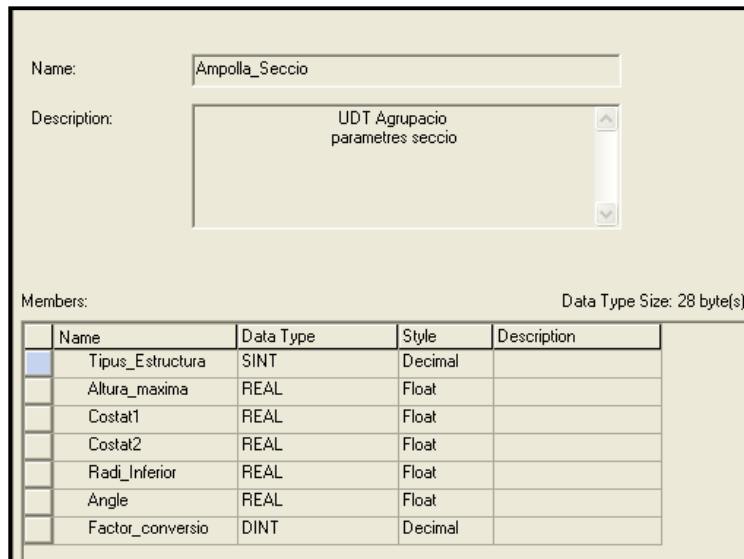 Name: Ampolla_Seccio
Description: UDT Agrupacio
parametres seccio
Members: Data Type Size: 28 byte(s)
Name Data Type Style Description
Tipus_Estructura SINT Decimal
Altura_maxima REAL Float
Costat1 REAL Float
Costat2 REAL Float
Radi_Inferior REAL Float
Angle REAL Float
Factor_conversio DINT Decimal